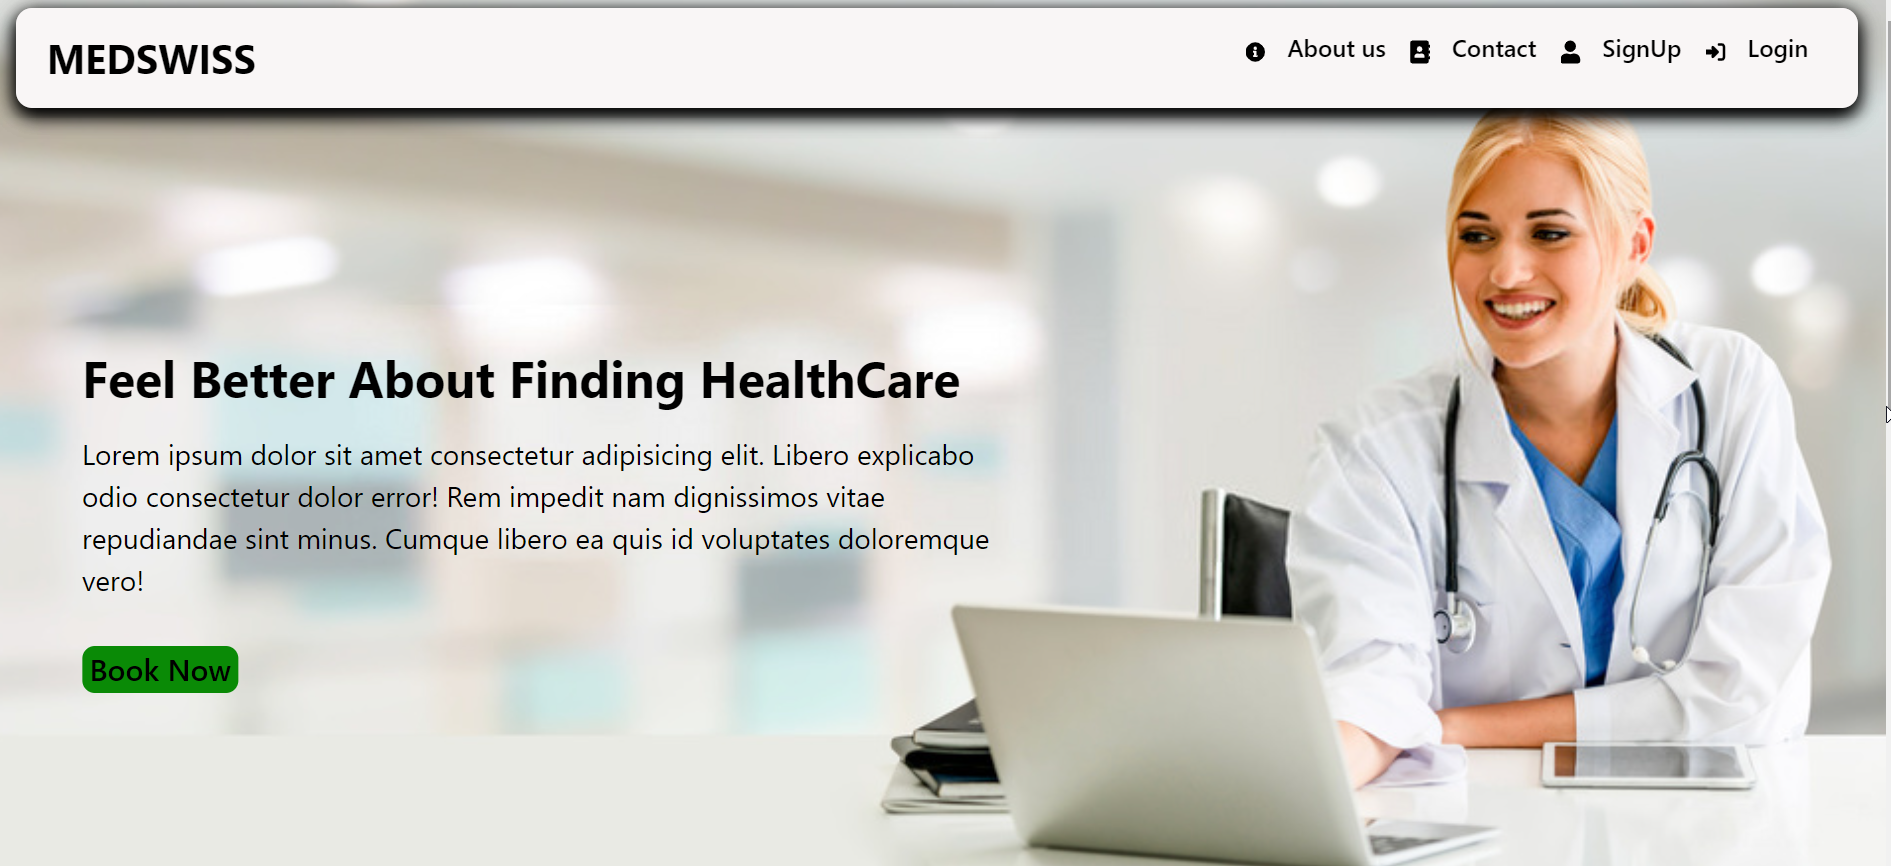 MEDSWISS
About us Contact SignUp Login
Feel Better About Finding HealthCare
Lorem ipsum dolor sit amet consectetur adipisicing elit. Libero explicabo
odio consectetur dolor error! Rem impedit nam dignissimos vitae
repudiandae sint minus. Cumque libero ea quis id voluptates doloremque
vero!
Book Now